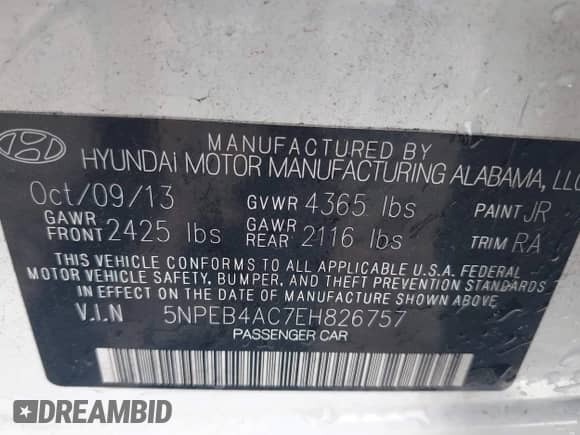 MANUFACTURED BY
HYUNDAI MOTOR MANUFACTURING ALABAMA, LLC
Oct/09/13 GVWR 4365 lbs PAINT JR
GAWR FRONT 2425 lbs GAWR REAR 2116 lbs TRIM RA
THIS VEHICLE CONFORMS TO ALL APPLICABLE U.S.A. FEDERAL
MOTOR VEHICLE SAFETY, BUMPER, AND THEFT PREVENTION STANDARDS
IN EFFECT ON THE DATE OF MANUFACTURE SHOWN ABOVE.
V.I.N 5NPEB4AC7EH826757
PASSENGER CAR
DREAMBID